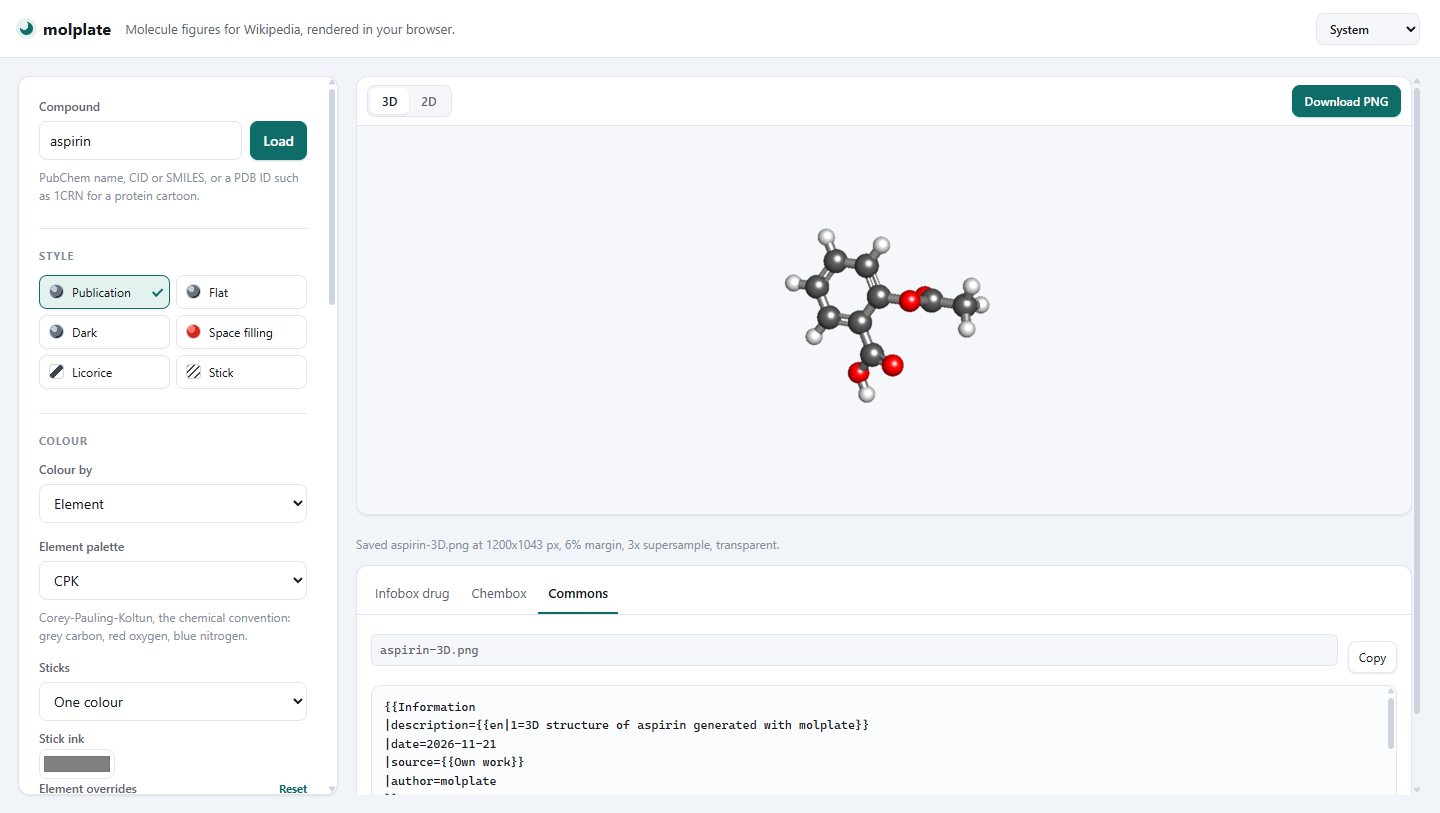 molplate Molecule figures for Wikipedia, rendered in your browser. System
Compound
aspirin Load
PubChem name, CID or SMILES, or a PDB ID such
as 1CRN for a protein cartoon.
STYLE
Publication Flat
Dark Space filling
Licorice Stick
COLOUR
Colour by
Element
Element palette
CPK
Corey-Pauling-Koltun, the chemical convention:
grey carbon, red oxygen, blue nitrogen.
Sticks
One colour
Stick ink
Element overrides Reset
3D 2D Download PNG
Saved aspirin-3D.png at 1200x1043 px, 6% margin, 3x supersample, transparent.
Infobox drug Chembox Commons
aspirin-3D.png Copy
{{Information
|description={{en|1=3D structure of aspirin generated with molplate}}
|date=2026-11-21
|source={{Own work}}
|author=molplate